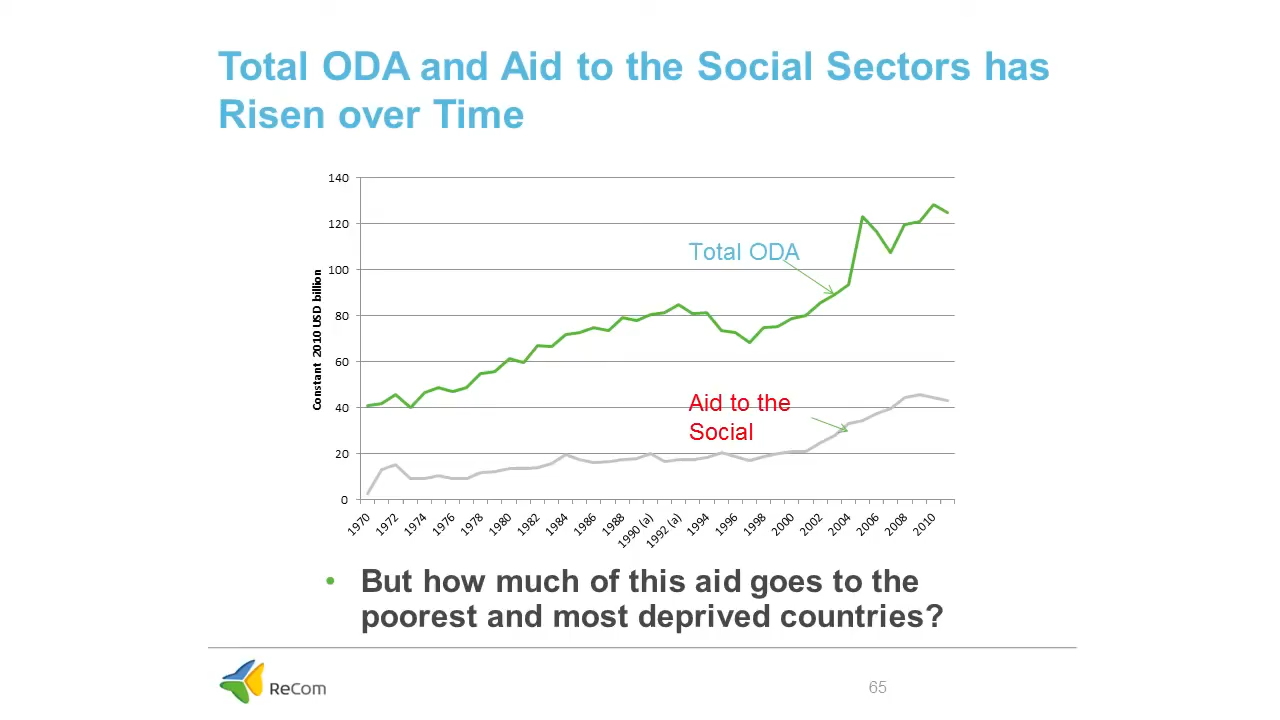 Total ODA and Aid to the Social Sectors has
Risen over Time
140
120
100
80
60
40
20
0
Constant 2010 USD billion
Total ODA
Aid to the
Social
1970
1972
1974
1976
1978
1980
1982
1984
1986
1988
1990 (a)
1992 (a)
1994
1996
1998
2000
2002
2004
2006
2008
2010
• But how much of this aid goes to the
poorest and most deprived countries?
ReCom
65